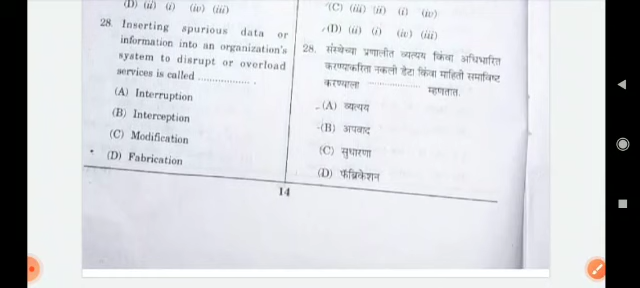 (D) (ii) (i) (iv) (iii)
28. Inserting spurious data or
information into an organization's
system to disrupt or overload
services is called ................ .
(A) Interruption
(B) Interception
(C) Modification
(D) Fabrication
(C) (iii) (ii) (i) (iv)
(D) (ii) (i) (iv) (iii)
28. संस्थेच्या प्रणालीत व्यत्यय किंवा अधिभारित
करण्याकरिता नकली डेटा किंवा माहिती समाविष्ट
करण्याला ................ म्हणतात.
(A) व्यत्यय
(B) अपवाद
(C) सुधारणा
(D) फॅब्रिकेशन
14